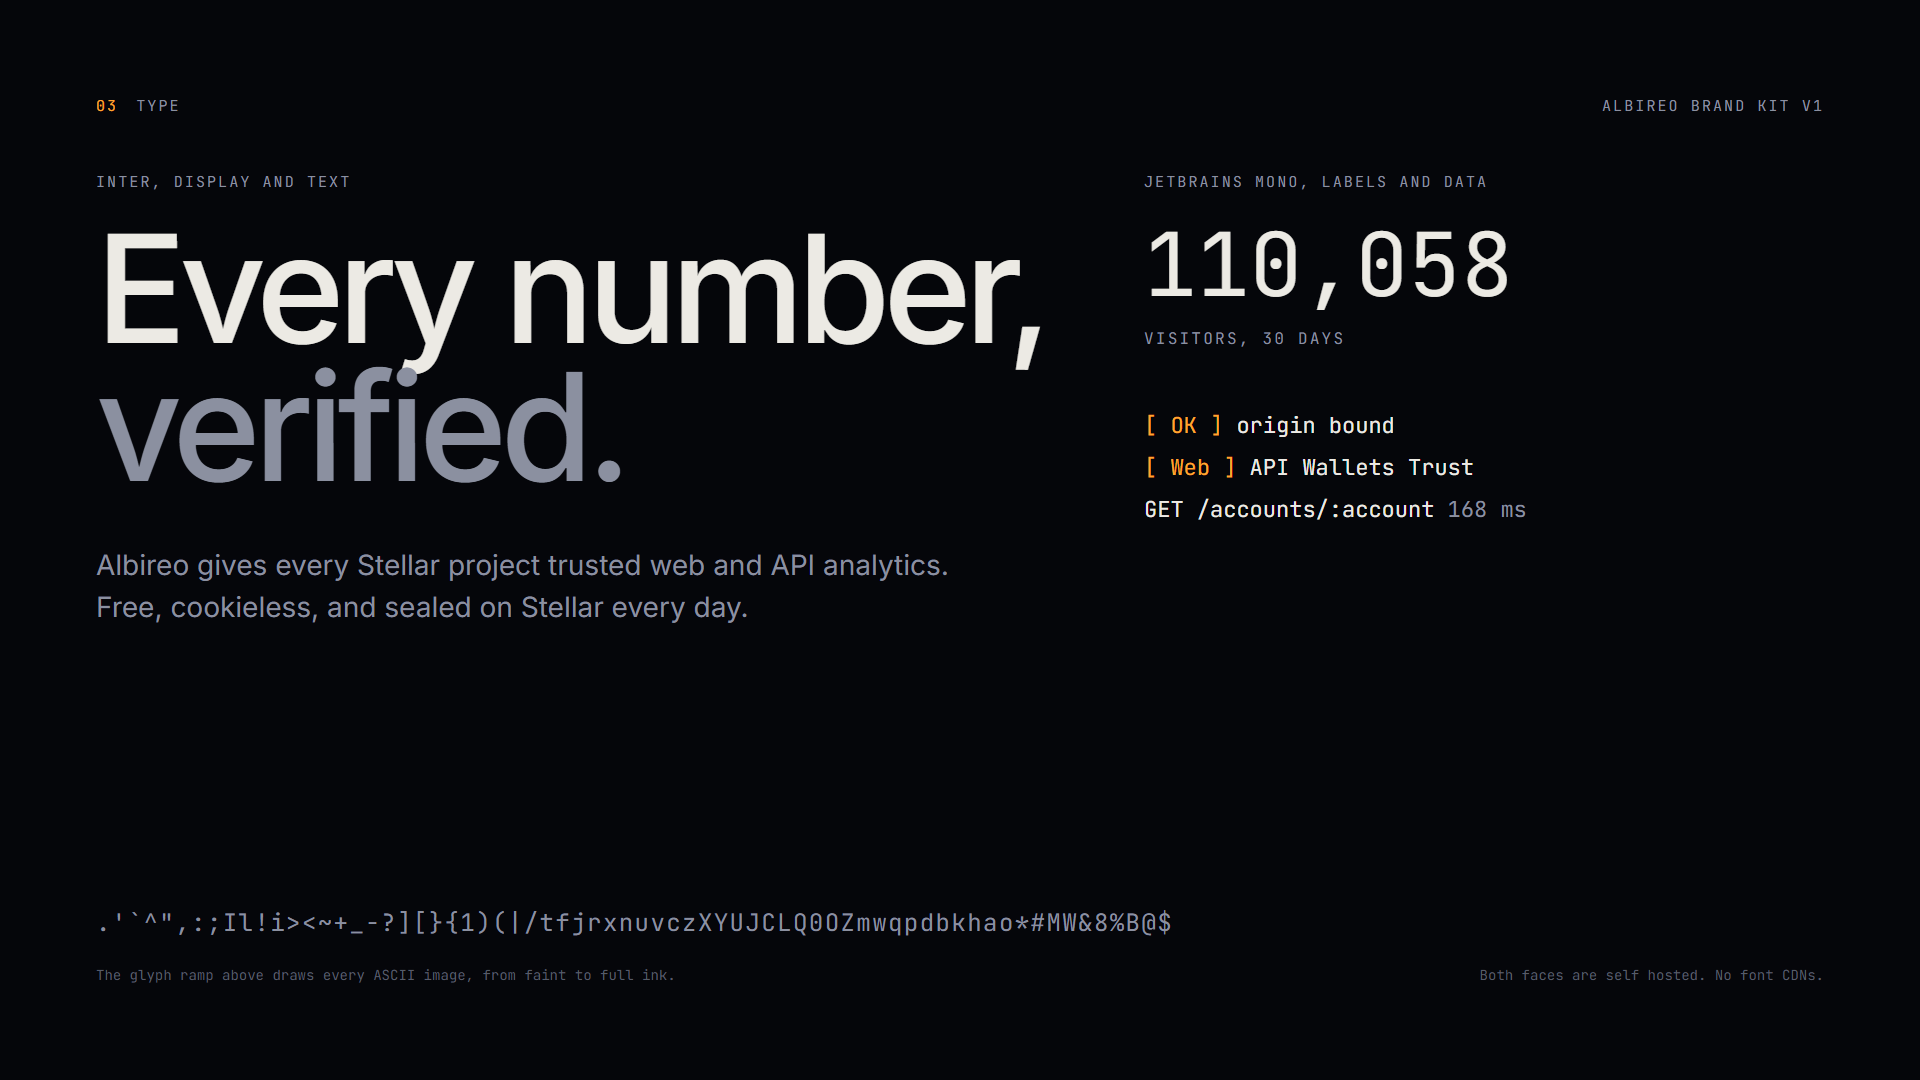 03 TYPE
ALBIREO BRAND KIT V1
INTER, DISPLAY AND TEXT
Every number,
verified.
Albireo gives every Stellar project trusted web and API analytics.
Free, cookieless, and sealed on Stellar every day.
JETBRAINS MONO, LABELS AND DATA
110,058
VISITORS, 30 DAYS
[ OK ] origin bound
[ Web ] API Wallets Trust
GET /accounts/:account 168 ms
.'`^",:;Il!i><~+_-?][}{1)(|/tfjrxnuvczXYUJCLQ0OZmwqpdbkhao*#MW&8%B@$
The glyph ramp above draws every ASCII image, from faint to full ink.
Both faces are self hosted. No font CDNs.